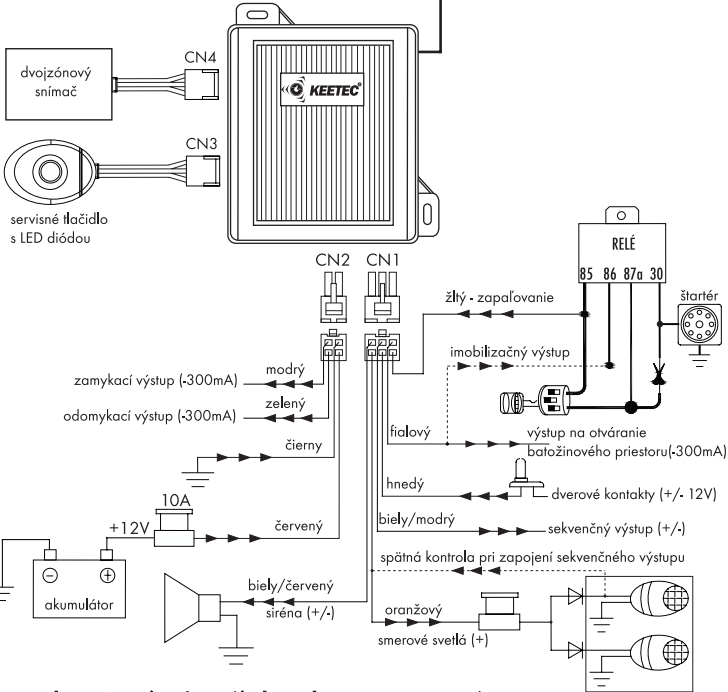 CN4
dvojzónový
snímač
KEETEC
CN3
servisné tlačidlo
s LED diódou
RELÉ
85 86 87a 30
štartér
CN2 CN1
žltý - zapaľovanie
imobilizačný výstup
modrý
zamykací výstup (-300mA)
zelený
odomykací výstup (-300mA)
fialový
výstup na otváranie
batožinového priestoru(-300mA)
čierny
hnedý
dverové kontakty (+/- 12V)
10A
+12V
červený
biely/modrý
sekvenčný výstup (+/-)
spätná kontrola pri zapojení sekvenčného výstupu
akumulátor
biely/červený
siréna (+/-)
oranžový
smerové svetlá (+)